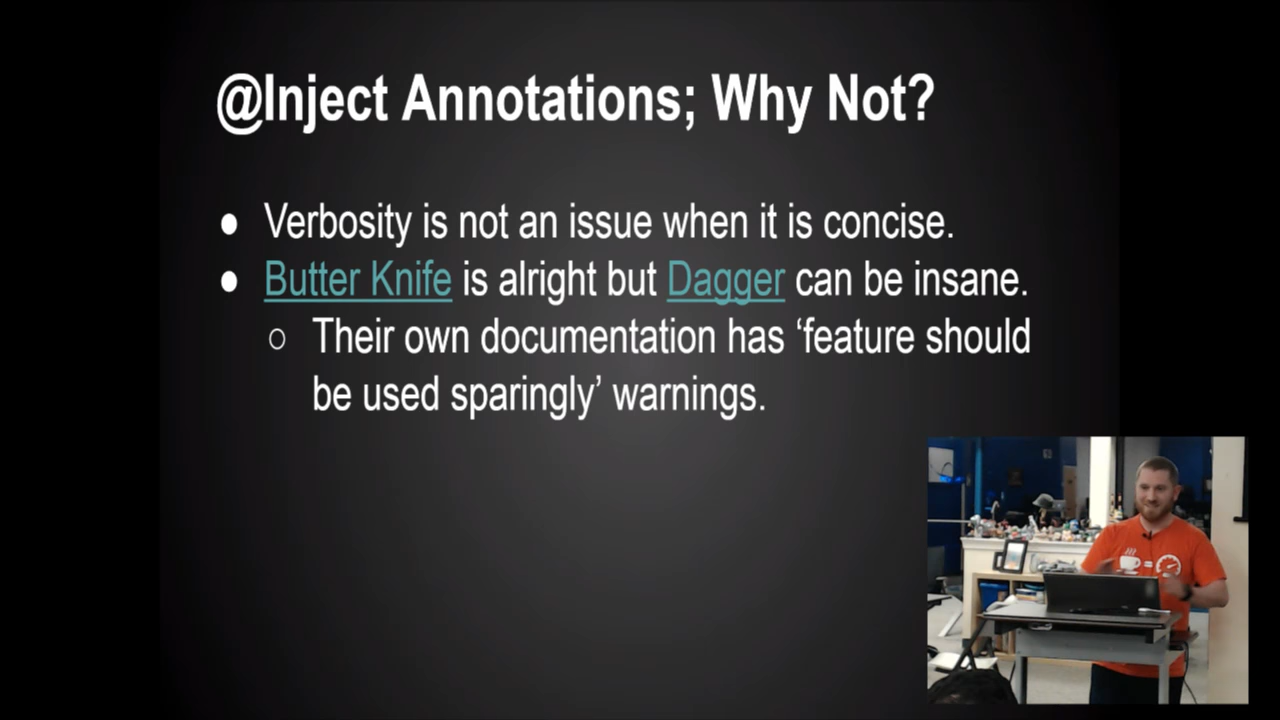 @Inject Annotations; Why Not?
● Verbosity is not an issue when it is concise.
● Butter Knife is alright but Dagger can be insane.
○ Their own documentation has ‘feature should
be used sparingly’ warnings.